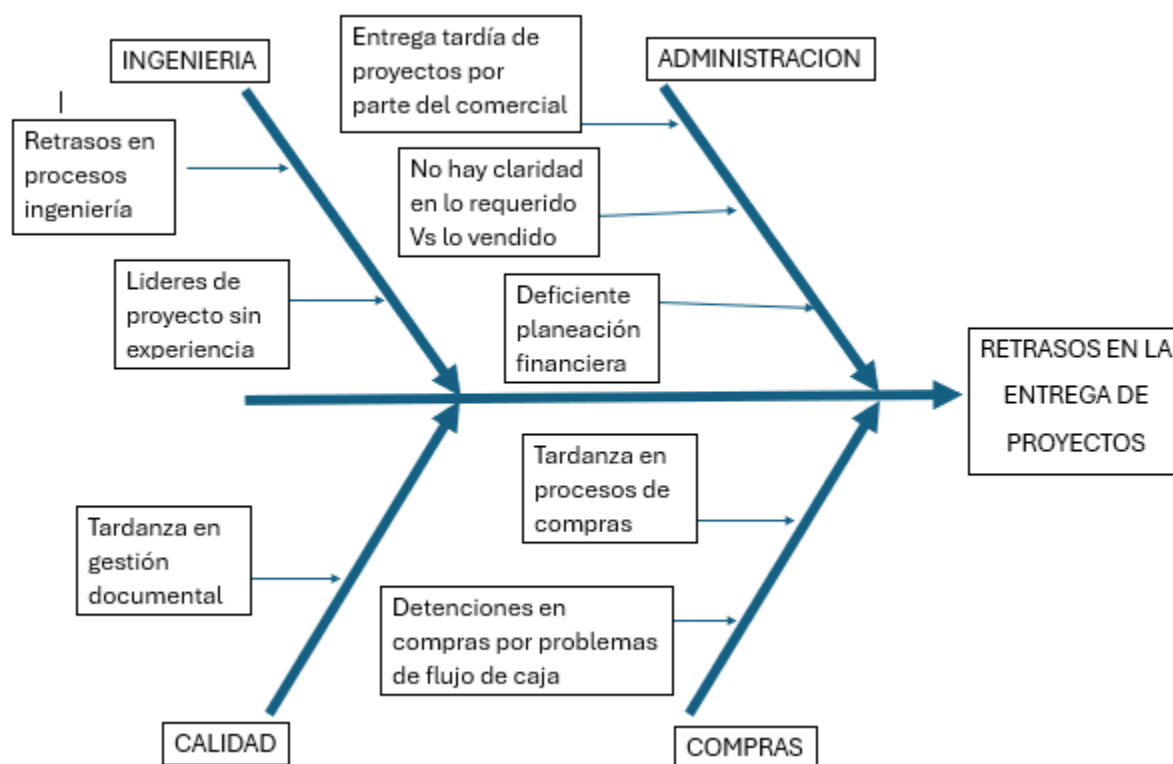 INGENIERIA
Retrasos en
procesos
ingeniería
Lideres de
proyecto sin
experiencia
Entrega tardía de
proyectos por
parte del comercial
ADMINISTRACION
No hay claridad
en lo requerido
Vs lo vendido
Deficiente
planeación
financiera
RETRASOS EN LA
ENTREGA DE
PROYECTOS
Tardanza en
gestión
documental
CALIDAD
Tardanza en
procesos de
compras
Detenciones en
compras por problemas
de flujo de caja
COMPRAS